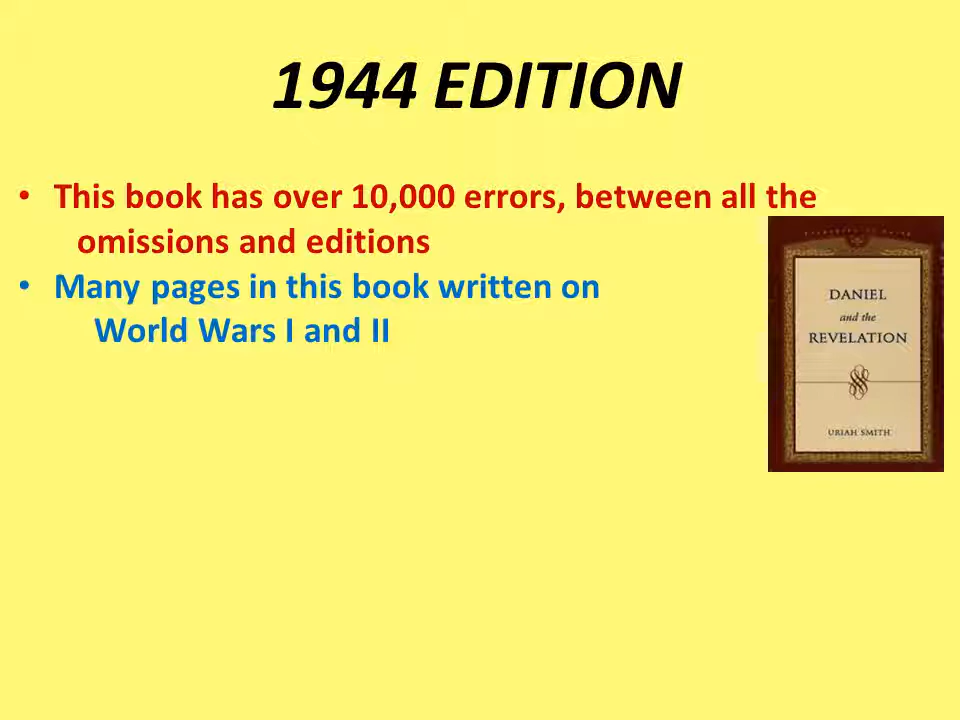 1944 EDITION
• This book has over 10,000 errors, between all the
omissions and editions
• Many pages in this book written on
World Wars I and II
DANIEL
and the
REVELATION
URIAH SMITH